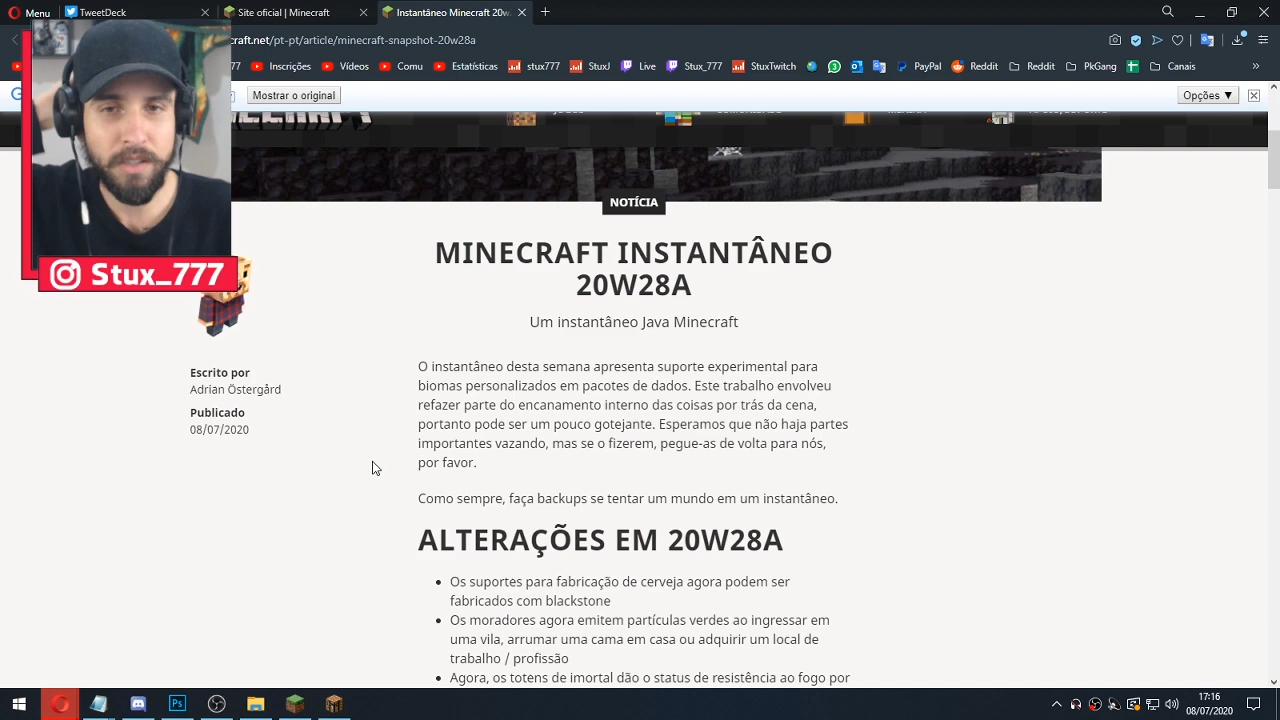 Menu
TweetDeck
Site oficial | Minecraft
Instantâneo Minecraft 20w
craft.net/pt-pt/article/minecraft-snapshot-20w28a
777
Inscrições
Vídeos
Comu
Estatísticas
stux777
StuxJ
Live
Stux_777
StuxTwitch
PayPal
Reddit
Reddit
PkGang
Canais
Mostrar o original
Opções ▼
NOTÍCIA
MINECRAFT INSTANTÂNEO
20W28A
Um instantâneo Java Minecraft
Stux_777
Escrito por
Adrian Östergård
Publicado
08/07/2020
O instantâneo desta semana apresenta suporte experimental para
biomas personalizados em pacotes de dados. Este trabalho envolveu
refazer parte do encanamento interno das coisas por trás da cena,
portanto pode ser um pouco gotejante. Esperamos que não haja partes
importantes vazando, mas se o fizerem, pegue-as de volta para nós,
por favor.
Como sempre, faça backups se tentar um mundo em um instantâneo.
ALTERAÇÕES EM 20W28A
Os suportes para fabricação de cerveja agora podem ser
fabricados com blackstone
Os moradores agora emitem partículas verdes ao ingressar em
uma vila, arrumar uma cama em casa ou adquirir um local de
trabalho / profissão
Agora, os totens de imortal dão o status de resistência ao fogo por
17:16
08/07/2020